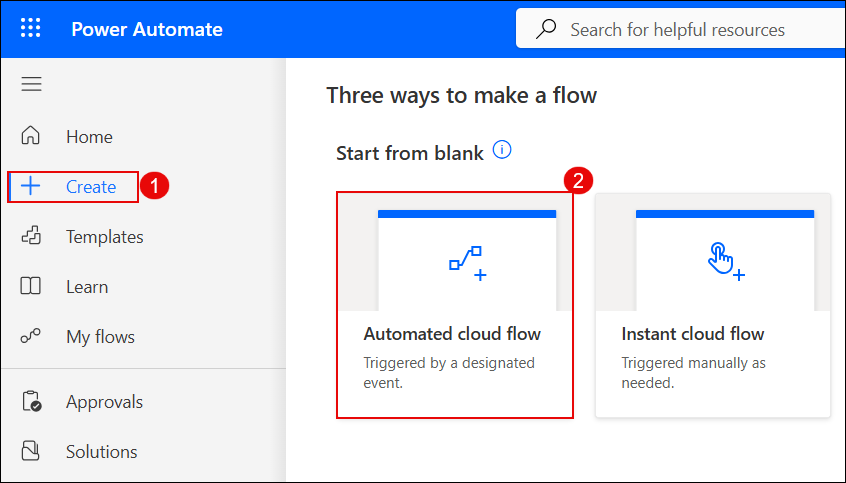 Power Automate
Search for helpful resources
Home
Create
1
Templates
Learn
My flows
Approvals
Solutions
Three ways to make a flow
Start from blank
2
Automated cloud flow
Triggered by a designated
event.
Instant cloud flow
Triggered manually as
needed.